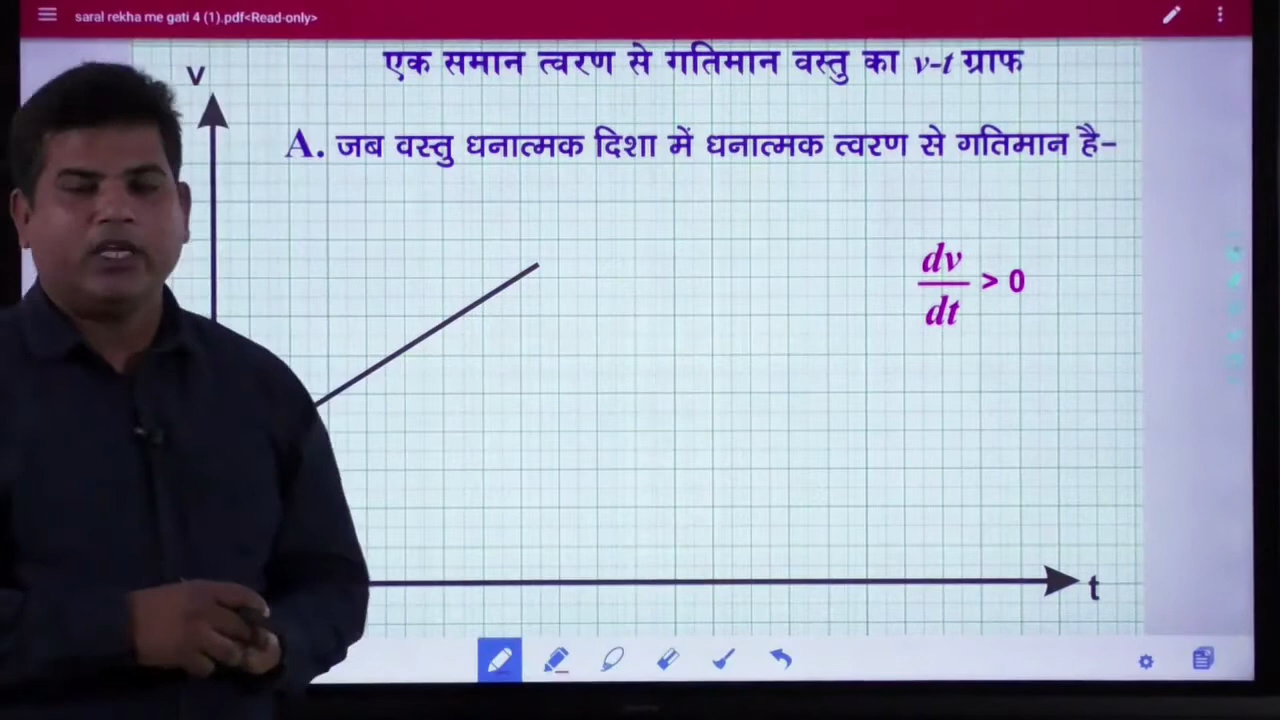 saral rekha me gati 4 (1).pdf<Read-only>
v
एक समान त्वरण से गतिमान वस्तु का v-t ग्राफ
A. जब वस्तु धनात्मक दिशा में धनात्मक त्वरण से गतिमान है-
dv
dt
> 0
t